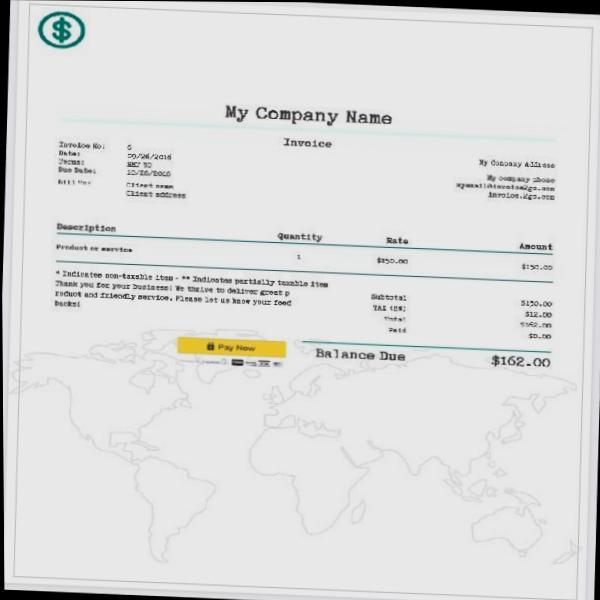 $
My Company Name
Invoice
Invoice No: 6
Date: 09/26/2016
Terms: NET 30
Due Date: 10/26/2016
Bill To: Client name
Client address
My Company Address
My company phone
myemail@invoice2go.com
invoice.2go.com
Description Quantity Rate Amount
Product or service 1 $150.00 $150.00
* Indicates non-taxable item - ** Indicates partially taxable item
Thank you for your business! We thrive to deliver great p
roduct and friendly service. Please let us know your feed
back!
Subtotal $150.00
TAX (8%) $12.00
Total $162.00
Paid $0.00
Pay Now
Balance Due $162.00